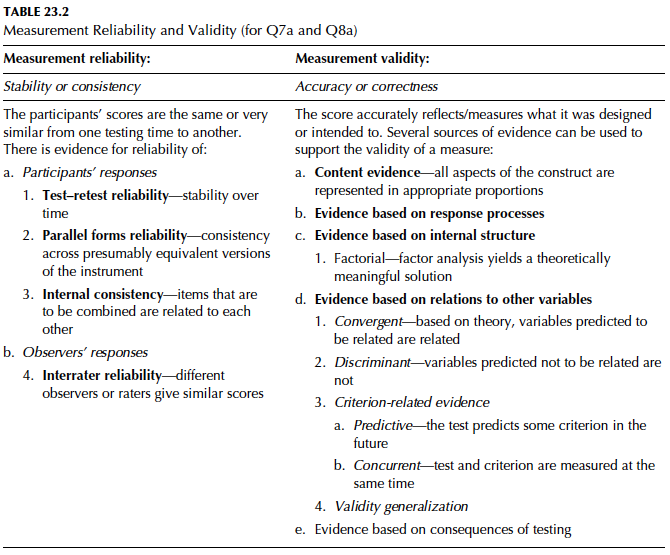 TABLE 23.2
Measurement Reliability and Validity (for Q7a and Q8a)
Measurement reliability:
Stability or consistency
The participants' scores are the same or very
similar from one testing time to another.
There is evidence for reliability of:
a. Participants' responses
1. Test–retest reliability—stability over
time
2. Parallel forms reliability—consistency
across presumably equivalent versions
of the instrument
3. Internal consistency—items that are
to be combined are related to each
other
b. Observers' responses
4. Interrater reliability—different
observers or raters give similar scores
Measurement validity:
Accuracy or correctness
The score accurately reflects/measures what it was designed
or intended to. Several sources of evidence can be used to
support the validity of a measure:
a. Content evidence—all aspects of the construct are
represented in appropriate proportions
b. Evidence based on response processes
c. Evidence based on internal structure
1. Factorial—factor analysis yields a theoretically
meaningful solution
d. Evidence based on relations to other variables
1. Convergent—based on theory, variables predicted to
be related are related
2. Discriminant—variables predicted not to be related are
not
3. Criterion-related evidence
a. Predictive—the test predicts some criterion in the
future
b. Concurrent—test and criterion are measured at the
same time
4. Validity generalization
e. Evidence based on consequences of testing